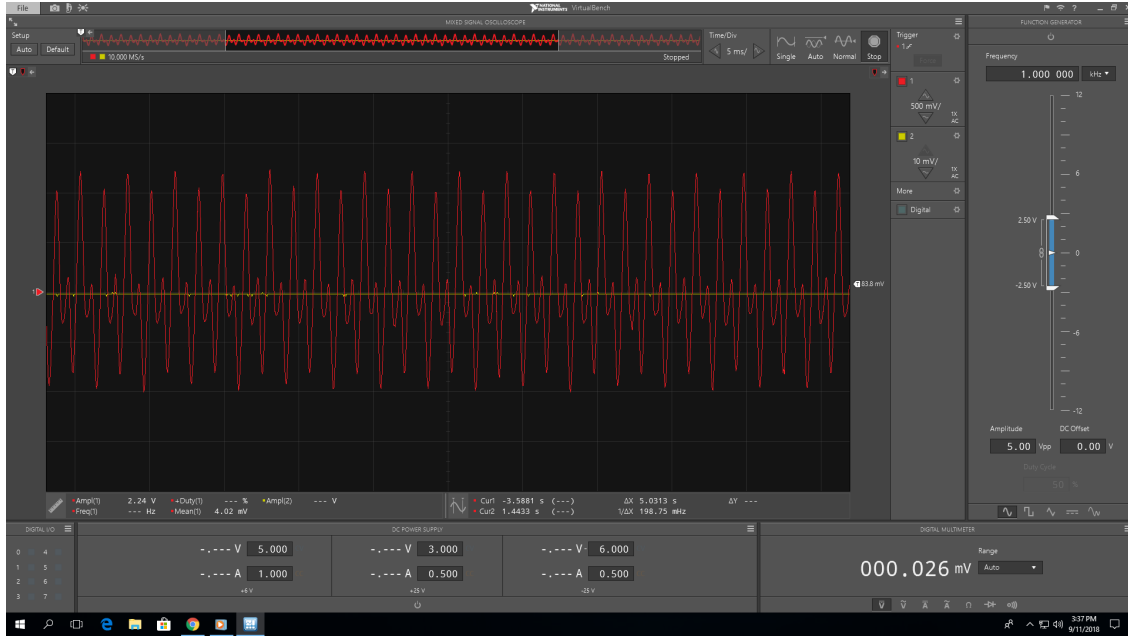 File
NATIONAL INSTRUMENTS VirtualBench
MIXED SIGNAL OSCILLOSCOPE
FUNCTION GENERATOR
Setup
Auto Default
10.000 MS/s
Stopped
Time/Div
5 ms/
Single Auto Normal Stop
Trigger
1
1
500 mV/
1X
AC
2
10 mV/
1X
AC
More
Digital
T
T
1
T 83.8 mV
Frequency
1.000 000 kHz
12
6
2.50 V
0
-2.50 V
-6
-12
Amplitude DC Offset
5.00 Vpp 0.00 V
Duty Cycle
50 %
Ampl(1) 2.24 V +Duty(1) --- % Ampl(2) --- V
Freq(1) --- Hz Mean(1) 4.02 mV
Cur1 -3.5881 s (---) ΔX 5.0313 s ΔY ---
Cur2 1.4433 s (---) 1/ΔX 198.75 mHz
DIGITAL I/O
0 4
1 5
2 6
3 7
DC POWER SUPPLY
-.--- V 5.000 -.--- V 3.000 -.--- V- 6.000
-.--- A 1.000 -.--- A 0.500 -.--- A 0.500
+6 V +25 V -25 V
DIGITAL MULTIMETER
Range
000.026 mV Auto
3:37 PM
9/11/2018